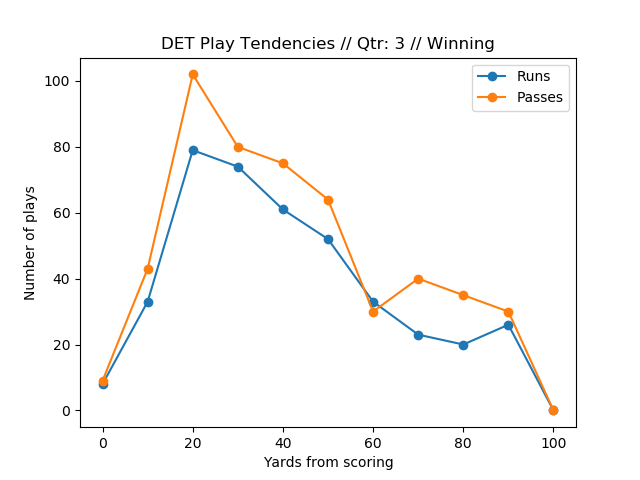 DET Play Tendencies // Qtr: 3 // Winning
Runs
Passes
Number of plays
100
80
60
40
20
0
0 20 40 60 80 100
Yards from scoring